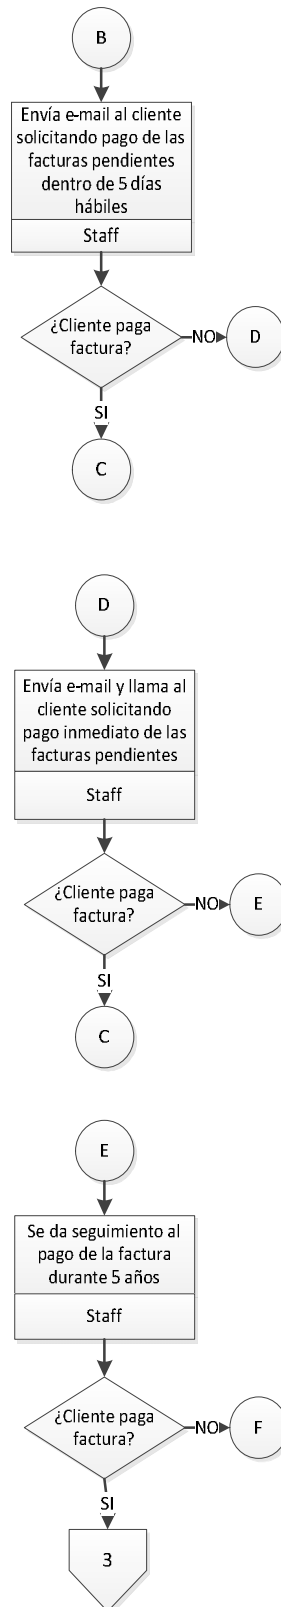 B
Envía e-mail al cliente
solicitando pago de las
facturas pendientes
dentro de 5 días
hábiles
Staff
¿Cliente paga
factura?
NO
D
SI
C
D
Envía e-mail y llama al
cliente solicitando
pago inmediato de las
facturas pendientes
Staff
¿Cliente paga
factura?
NO
E
SI
C
E
Se da seguimiento al
pago de la factura
durante 5 años
Staff
¿Cliente paga
factura?
NO
F
SI
3